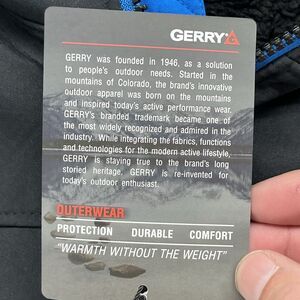 GERRY
GERRY was founded in 1946, as a solution
to people's outdoor needs. Started in the
mountains of Colorado, the brand's innovative
outdoor apparel was born on the mountains
and inspired today's active performance wear.
GERRY's branded trademark became one of
the most widely recognized and admired in the
industry. While integrating the fabrics, functions
and technologies for the modern active lifestyle,
GERRY is staying true to the brand's long
storied heritage. GERRY is re-invented for
today's outdoor enthusiast.
OUTERWEAR
PROTECTION DURABLE COMFORT
"WARMTH WITHOUT THE WEIGHT"